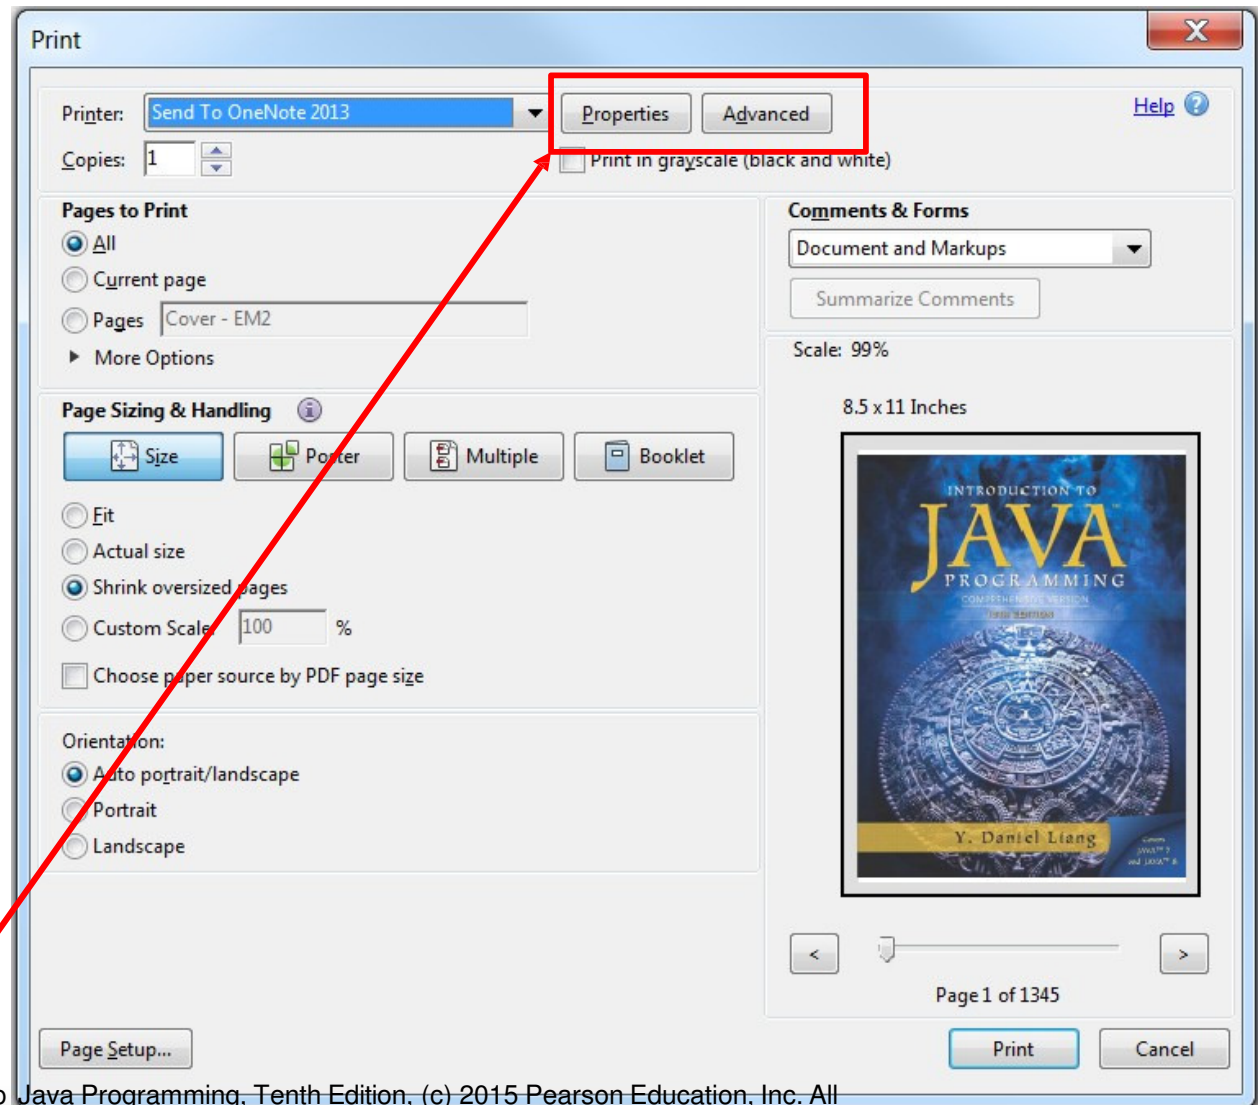 Print
X
Printer: Send To OneNote 2013 Properties Advanced Help ?
Copies: 1 Print in grayscale (black and white)
Pages to Print
All
Current page
Pages Cover - EM2
More Options
Comments & Forms
Document and Markups
Summarize Comments
Scale: 99%
Page Sizing & Handling i
Size Poster Multiple Booklet
Fit
Actual size
Shrink oversized pages
Custom Scale: 100 %
Choose paper source by PDF page size
Orientation:
Auto portrait/landscape
Portrait
Landscape
8.5 x 11 Inches
INTRODUCTION TO
JAVA
PROGRAMMING
COMPREHENSIVE VERSION
Y. Daniel Liang
< >
Page 1 of 1345
Page Setup... Print Cancel
Java Programming, Tenth Edition, (c) 2015 Pearson Education, Inc. All